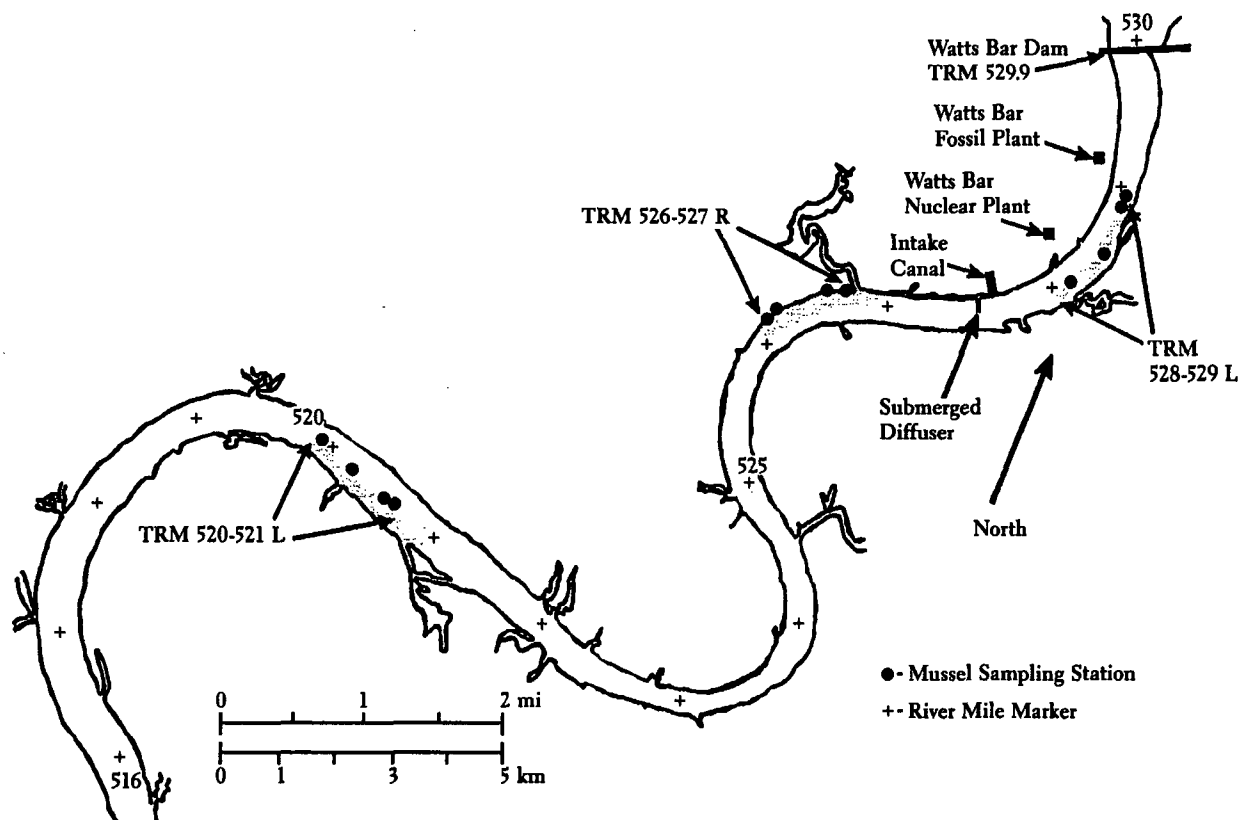 530
Watts Bar Dam
TRM 529.9
Watts Bar
Fossil Plant
Watts Bar
Nuclear Plant
TRM 526-527 R
Intake
Canal
TRM
528-529 L
Submerged
Diffuser
520
525
TRM 520-521 L
North
●- Mussel Sampling Station
+- River Mile Marker
0 1 2 mi
0 1 3 5 km
516